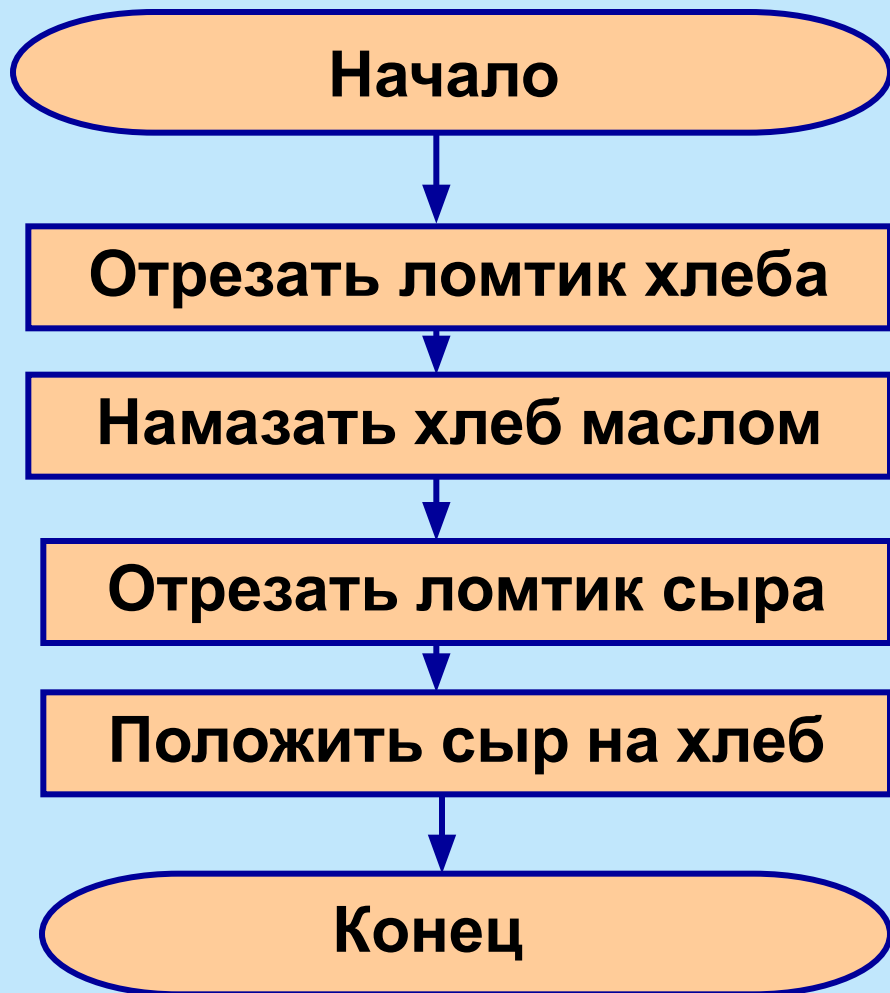 Начало
Отрезать ломтик хлеба
Намазать хлеб маслом
Отрезать ломтик сыра
Положить сыр на хлеб
Конец